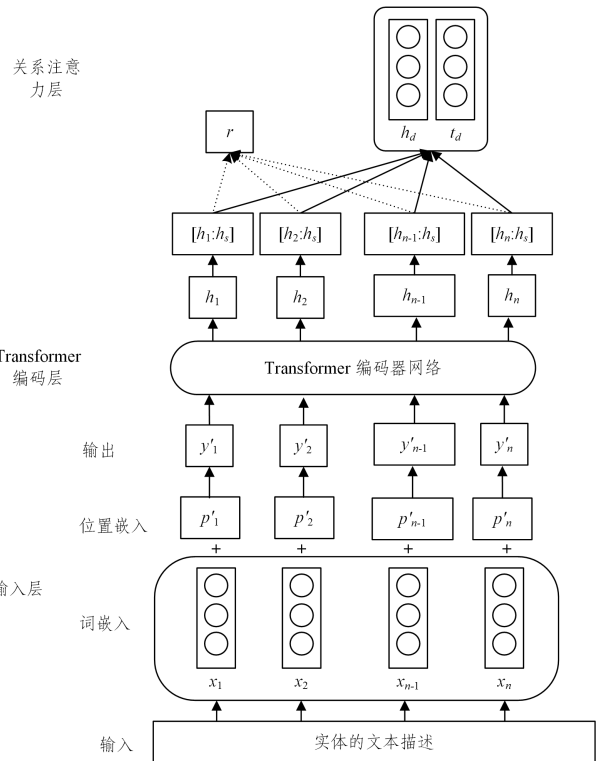 关系注意
力层
h_d t_d
r
[h_1:h_s] [h_2:h_s] [h_{n-1}:h_s] [h_n:h_s]
h_1 h_2 h_{n-1} h_n
Transformer
编码层
Transformer 编码器网络
输出 y'_1 y'_2 y'_{n-1} y'_n
位置嵌入 p'_1 p'_2 p'_{n-1} p'_n
+ + + +
输入层
词嵌入
x_1 x_2 x_{n-1} x_n
输入 实体的文本描述